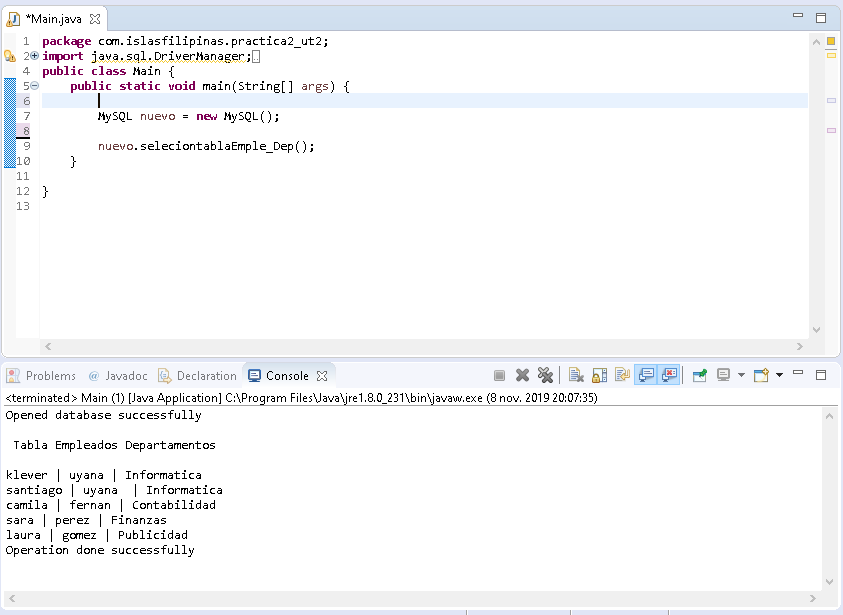 *Main.java
1 package com.islasfilipinas.practica2_ut2;
2 import java.sql.DriverManager;
4 public class Main {
5 public static void main(String[] args) {
6
7 MySQL nuevo = new MySQL();
8
9 nuevo.seleciontablaEmple_Dep();
10 }
11
12 }
13
Problems @ Javadoc Declaration Console
<terminated> Main (1) [Java Application] C:\Program Files\Java\jre1.8.0_231\bin\javaw.exe (8 nov. 2019 20:07:35)
Opened database successfully
Tabla Empleados Departamentos
klever | uyana | Informatica
santiago | uyana  | Informatica
camila | fernan | Contabilidad
sara | perez | Finanzas
laura | gomez | Publicidad
Operation done successfully